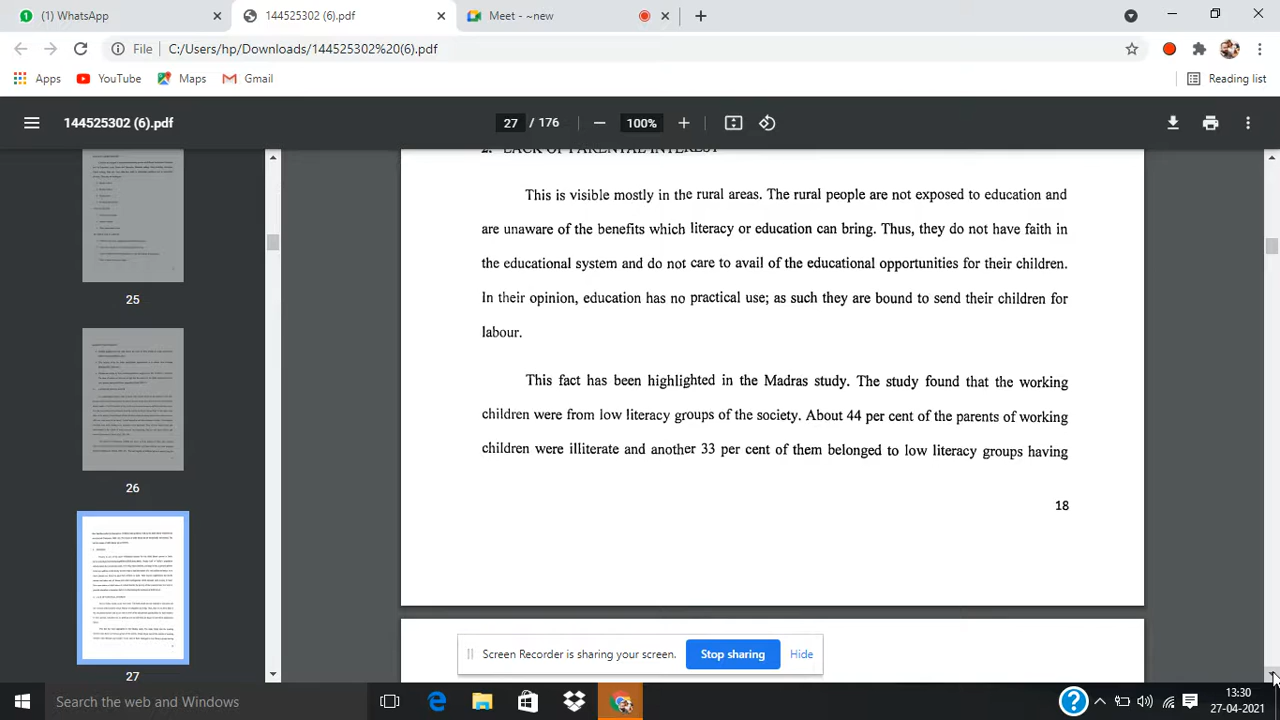 (1) WhatsApp
144525302 (6).pdf
Meet - ~new
File
C:/Users/hp/Downloads/144525302%20(6).pdf
Apps
YouTube
Maps
Gmail
Reading list
144525302 (6).pdf
27 / 176
100%
25
26
27
2. LACK OF PARENTAL INTEREST
This is visible mostly in the rural areas. The rural people are not exposed to education and
are unaware of the benefits which literacy or education can bring. Thus, they do not have faith in
the educational system and do not care to avail of the educational opportunities for their children.
In their opinion, education has no practical use; as such they are bound to send their children for
labour.
This fact has been highlighted in the Madras study. The study found that the working
children were from low literacy groups of the society. About 44 per cent of the parents of working
children were illiterate and another 33 per cent of them belonged to low literacy groups having
18
Screen Recorder is sharing your screen.
Stop sharing
Hide
Search the web and Windows
13:30
27-04-2021